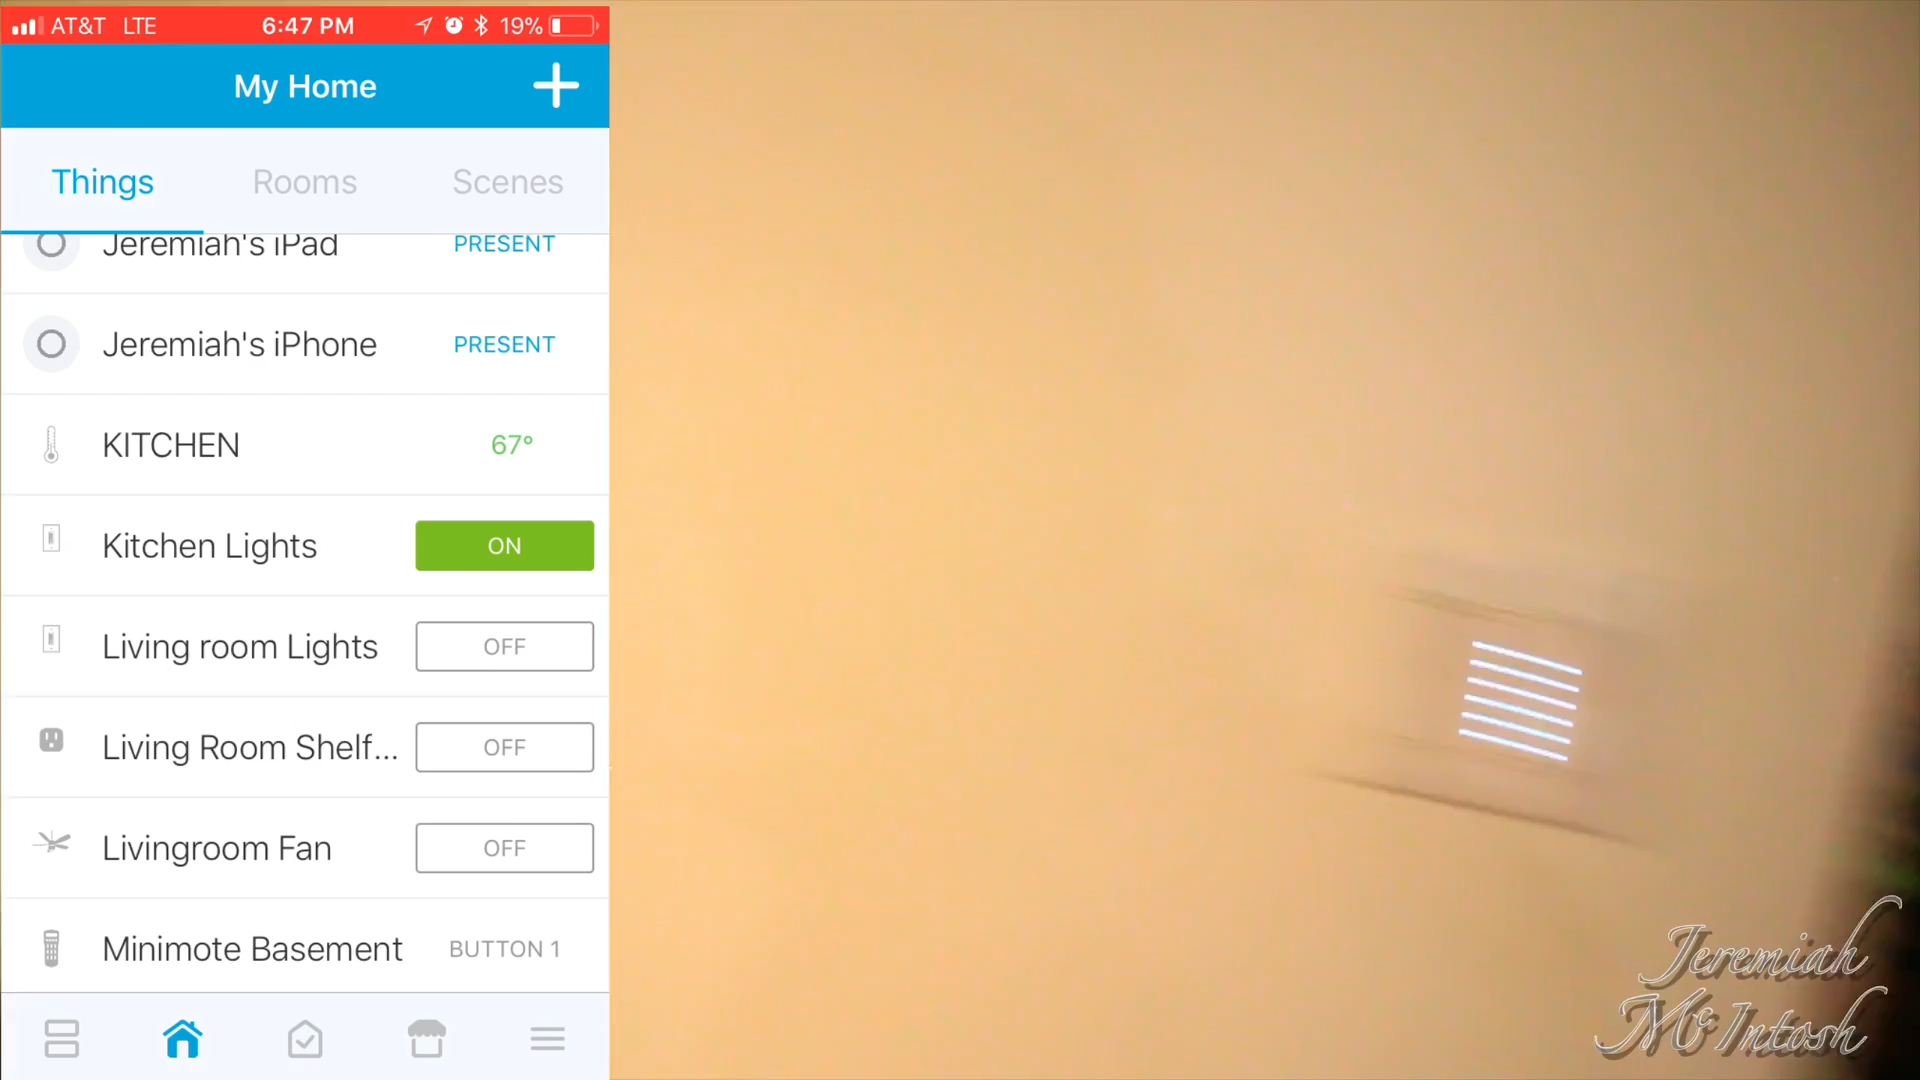 AT&T LTE 6:47 PM 19%
My Home
Things Rooms Scenes
Jeremiah's iPad PRESENT
Jeremiah's iPhone PRESENT
KITCHEN 67°
Kitchen Lights ON
Living room Lights OFF
Living Room Shelf... OFF
Livingroom Fan OFF
Minimote Basement BUTTON 1
Jeremiah
McIntosh